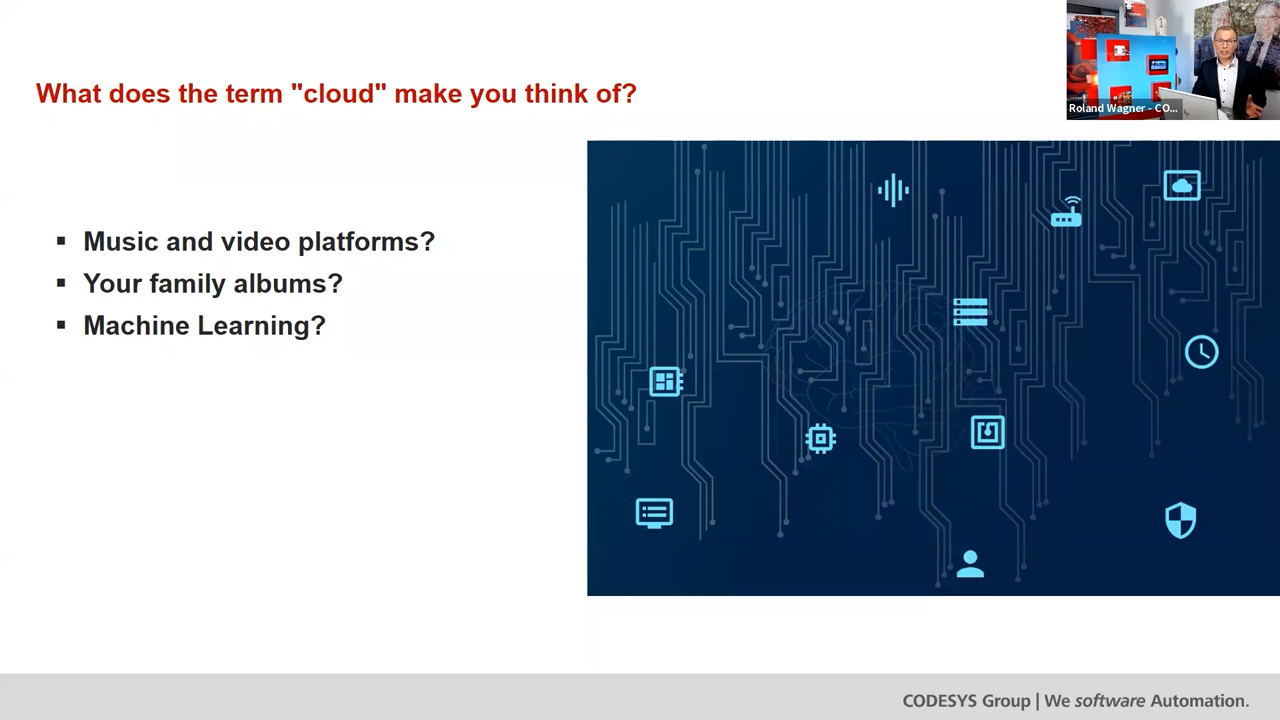 Roland Wagner - CO...
What does the term "cloud" make you think of?
▪ Music and video platforms?
▪ Your family albums?
▪ Machine Learning?
CODESYS Group | We software Automation.